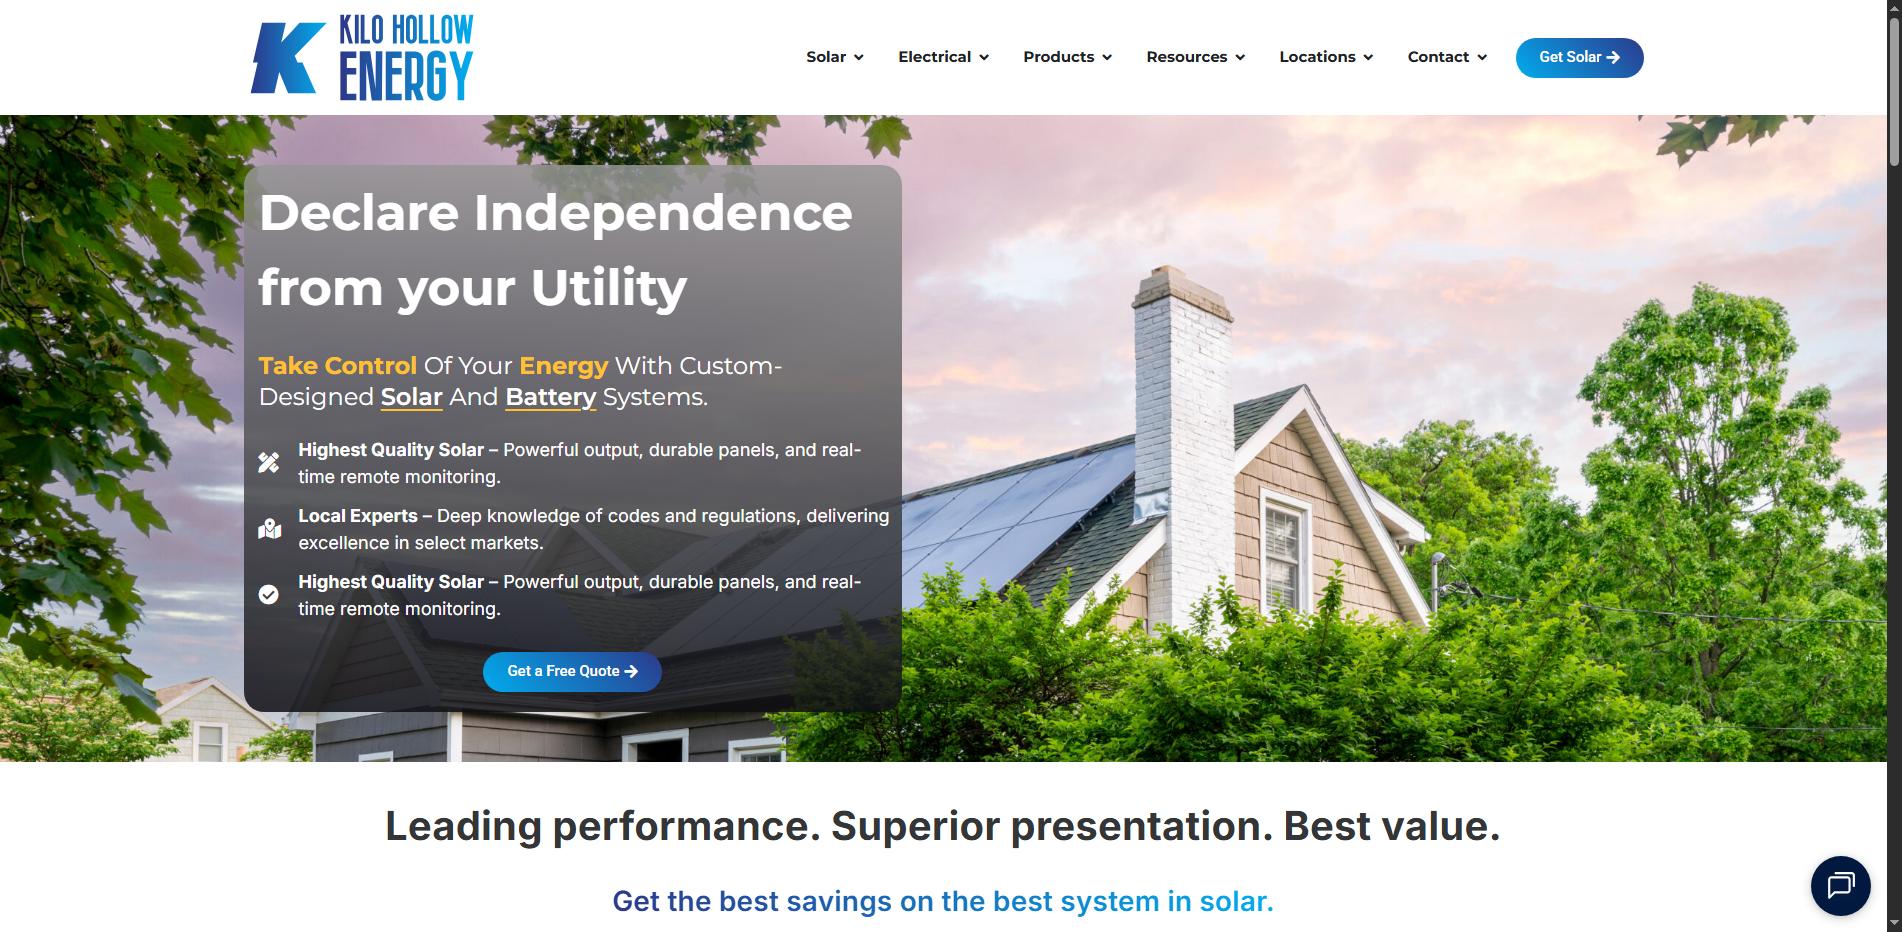 K KILO HOLLOW
ENERGY
Solar Electrical Products Resources Locations Contact Get Solar
Declare Independence
from your Utility
Take Control Of Your Energy With Custom-
Designed Solar And Battery Systems.
Highest Quality Solar – Powerful output, durable panels, and real-
time remote monitoring.
Local Experts – Deep knowledge of codes and regulations, delivering
excellence in select markets.
Highest Quality Solar – Powerful output, durable panels, and real-
time remote monitoring.
Get a Free Quote
Leading performance. Superior presentation. Best value.
Get the best savings on the best system in solar.